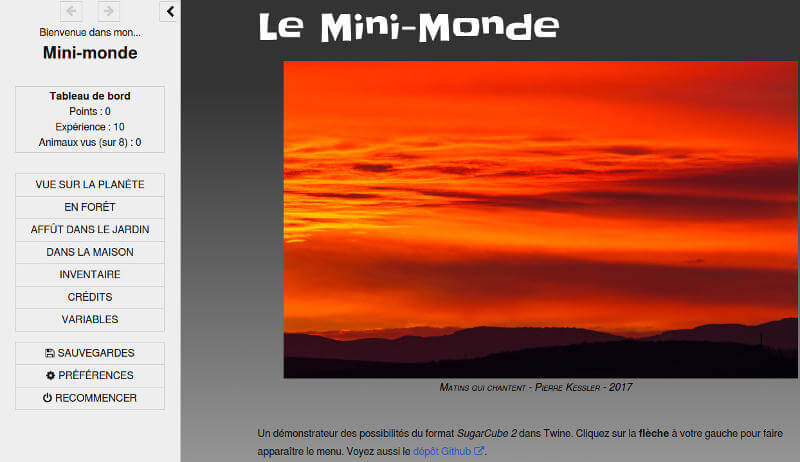 Bienvenue dans mon...
Mini-monde
Tableau de bord
Points : 0
Expérience : 10
Animaux vus (sur 8) : 0
VUE SUR LA PLANÈTE
EN FORÊT
AFFÛT DANS LE JARDIN
DANS LA MAISON
INVENTAIRE
CRÉDITS
VARIABLES
SAUVEGARDES
PRÉFÉRENCES
RECOMMENCER
Le Mini-Monde
Matins qui chantent - Pierre Kessler - 2017
Un démonstrateur des possibilités du format SugarCube 2 dans Twine. Cliquez sur la flèche à votre gauche pour faire
apparaître le menu. Voyez aussi le dépôt Github.